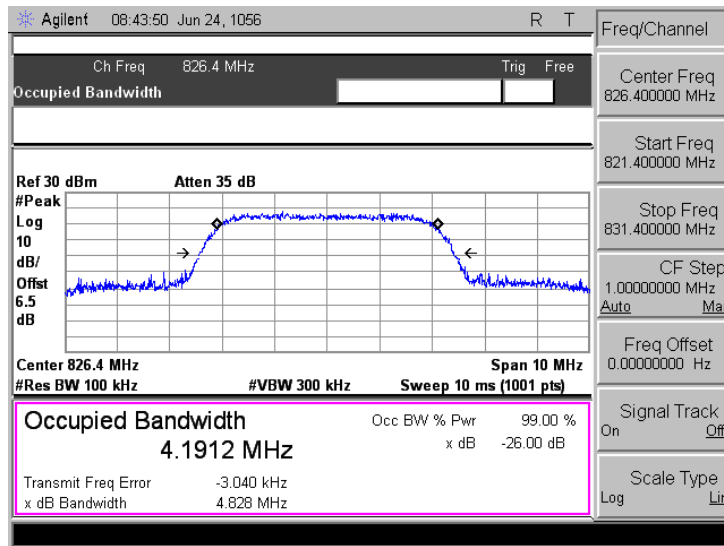 Agilent 08:43:50 Jun 24, 1056 R T
Ch Freq 826.4 MHz Trig Free
Occupied Bandwidth
Ref 30 dBm Atten 35 dB
#Peak
Log
10
dB/
Offst
6.5
dB
Center 826.4 MHz Span 10 MHz
#Res BW 100 kHz #VBW 300 kHz Sweep 10 ms (1001 pts)
Occupied Bandwidth
4.1912 MHz
Occ BW % Pwr 99.00 %
x dB -26.00 dB
Transmit Freq Error -3.040 kHz
x dB Bandwidth 4.828 MHz
Freq/Channel
Center Freq
826.400000 MHz
Start Freq
821.400000 MHz
Stop Freq
831.400000 MHz
CF Step
1.00000000 MHz
Auto Ma
Freq Offset
0.00000000 Hz
Signal Track
On Off
Scale Type
Log Lin